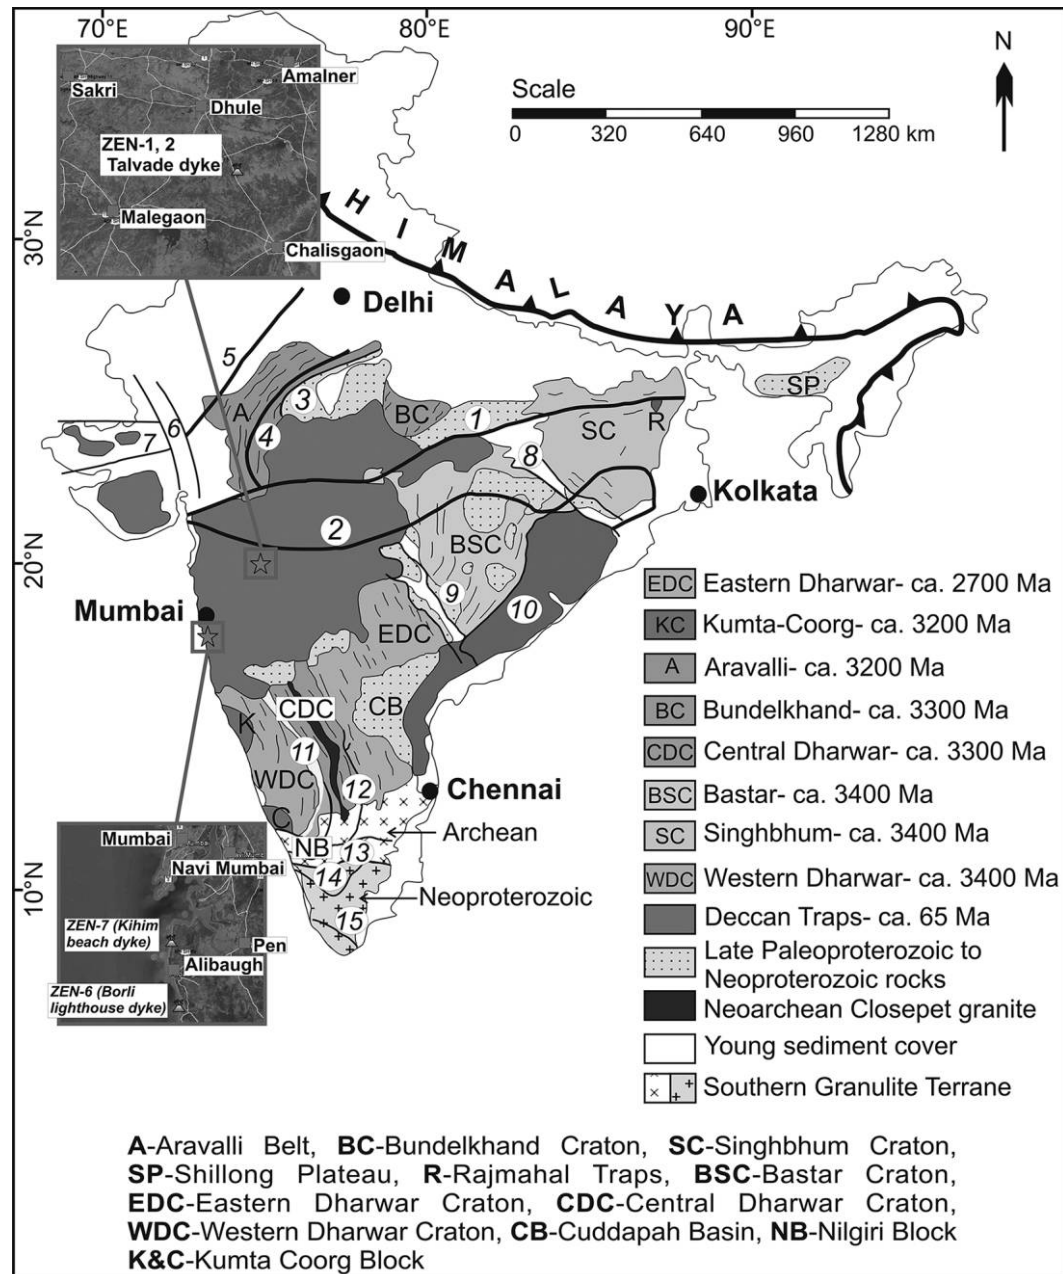 70°E
80°E
90°E
N
Scale
0 320 640 960 1280 km
Sakri
Amalner
Dhule
ZEN-1, 2
Talvade dyke
Malegaon
Chalisgaon
30°N
20°N
10°N
HIMALAYA
Delhi
5
SP
3
A
BC
1
R
6
4
SC
7
8
Kolkata
2
BSC
Mumbai
9
10
EDC
CB
CDC
K
11
WDC
12
Chennai
C
Archean
NB
13
14
Neoproterozoic
15
Mumbai
Navi Mumbai
ZEN-7 (Kihim
beach dyke)
Pen
Alibaugh
ZEN-6 (Borli
lighthouse dyke)
EDC Eastern Dharwar- ca. 2700 Ma
KC Kumta-Coorg- ca. 3200 Ma
A Aravalli- ca. 3200 Ma
BC Bundelkhand- ca. 3300 Ma
CDC Central Dharwar- ca. 3300 Ma
BSC Bastar- ca. 3400 Ma
SC Singhbhum- ca. 3400 Ma
WDC Western Dharwar- ca. 3400 Ma
Deccan Traps- ca. 65 Ma
Late Paleoproterozoic to
Neoproterozoic rocks
Neoarchean Closepet granite
Young sediment cover
Southern Granulite Terrane
A-Aravalli Belt, BC-Bundelkhand Craton, SC-Singhbhum Craton,
SP-Shillong Plateau, R-Rajmahal Traps, BSC-Bastar Craton,
EDC-Eastern Dharwar Craton, CDC-Central Dharwar Craton,
WDC-Western Dharwar Craton, CB-Cuddapah Basin, NB-Nilgiri Block
K&C-Kumta Coorg Block